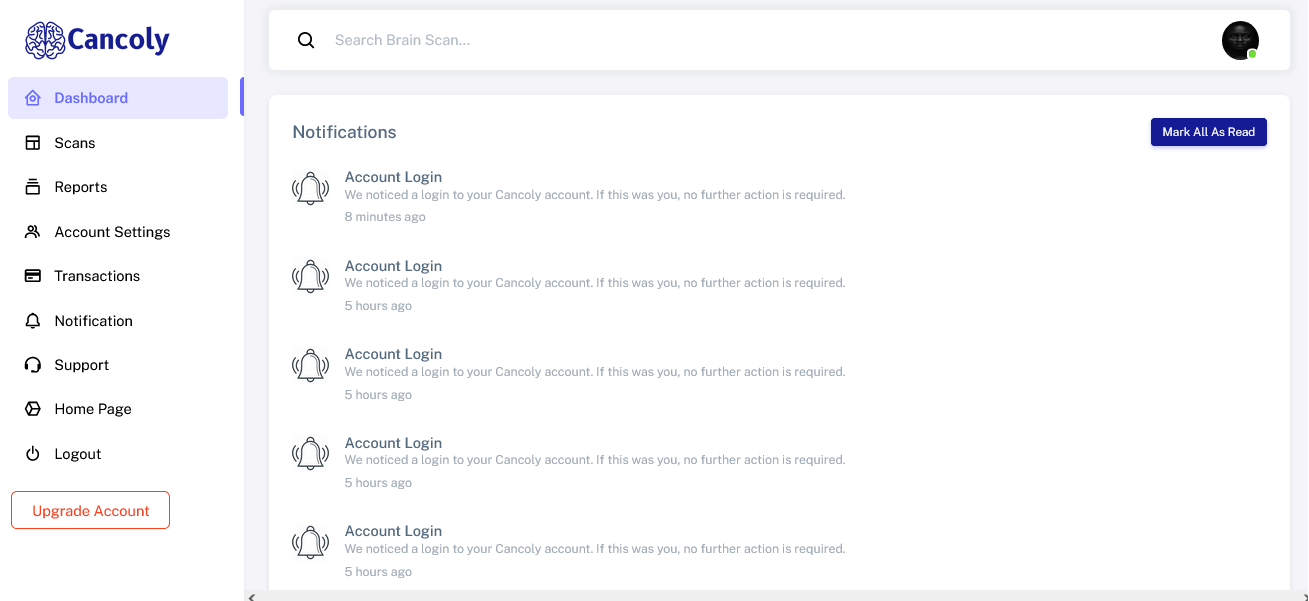 Cancoly
Search Brain Scan...
Dashboard
Scans
Reports
Account Settings
Transactions
Notification
Support
Home Page
Logout
Upgrade Account
Notifications
Mark All As Read
Account Login
We noticed a login to your Cancoly account. If this was you, no further action is required.
8 minutes ago
Account Login
We noticed a login to your Cancoly account. If this was you, no further action is required.
5 hours ago
Account Login
We noticed a login to your Cancoly account. If this was you, no further action is required.
5 hours ago
Account Login
We noticed a login to your Cancoly account. If this was you, no further action is required.
5 hours ago
Account Login
We noticed a login to your Cancoly account. If this was you, no further action is required.
5 hours ago